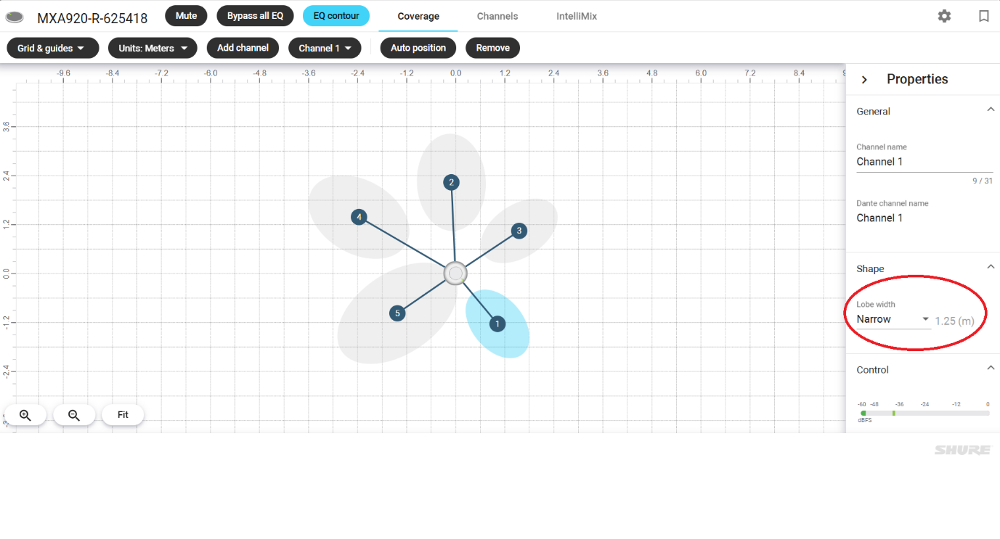 MXA920-R-625418
Mute
Bypass all EQ
EQ contour
Coverage
Channels
IntelliMix
Grid & guides
Units: Meters
Add channel
Channel 1
Auto position
Remove
-9.6 -8.4 -7.2 -6.0 -4.8 -3.6 -2.4 -1.2 0.0 1.2 2.4 3.6 4.8 6.0 7.2 8.4
3.6
2.4
1.2
0.0
-1.2
-2.4
2
4
3
5
1
Fit
Properties
General
Channel name
Channel 1
9 / 31
Dante channel name
Channel 1
Shape
Lobe width
Narrow 1.25 (m)
Control
-60 -48 -36 -24 -12 0
dBFS
SHURE